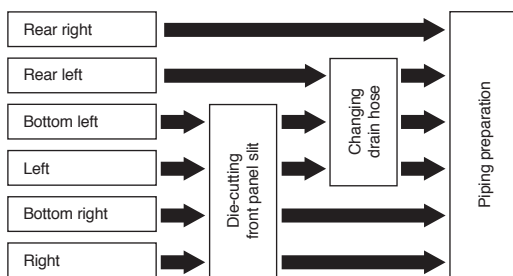 Rear right
Rear left
Bottom left
Left
Bottom right
Right
Die-cutting
front panel slit
Changing
drain hose
Piping preparation